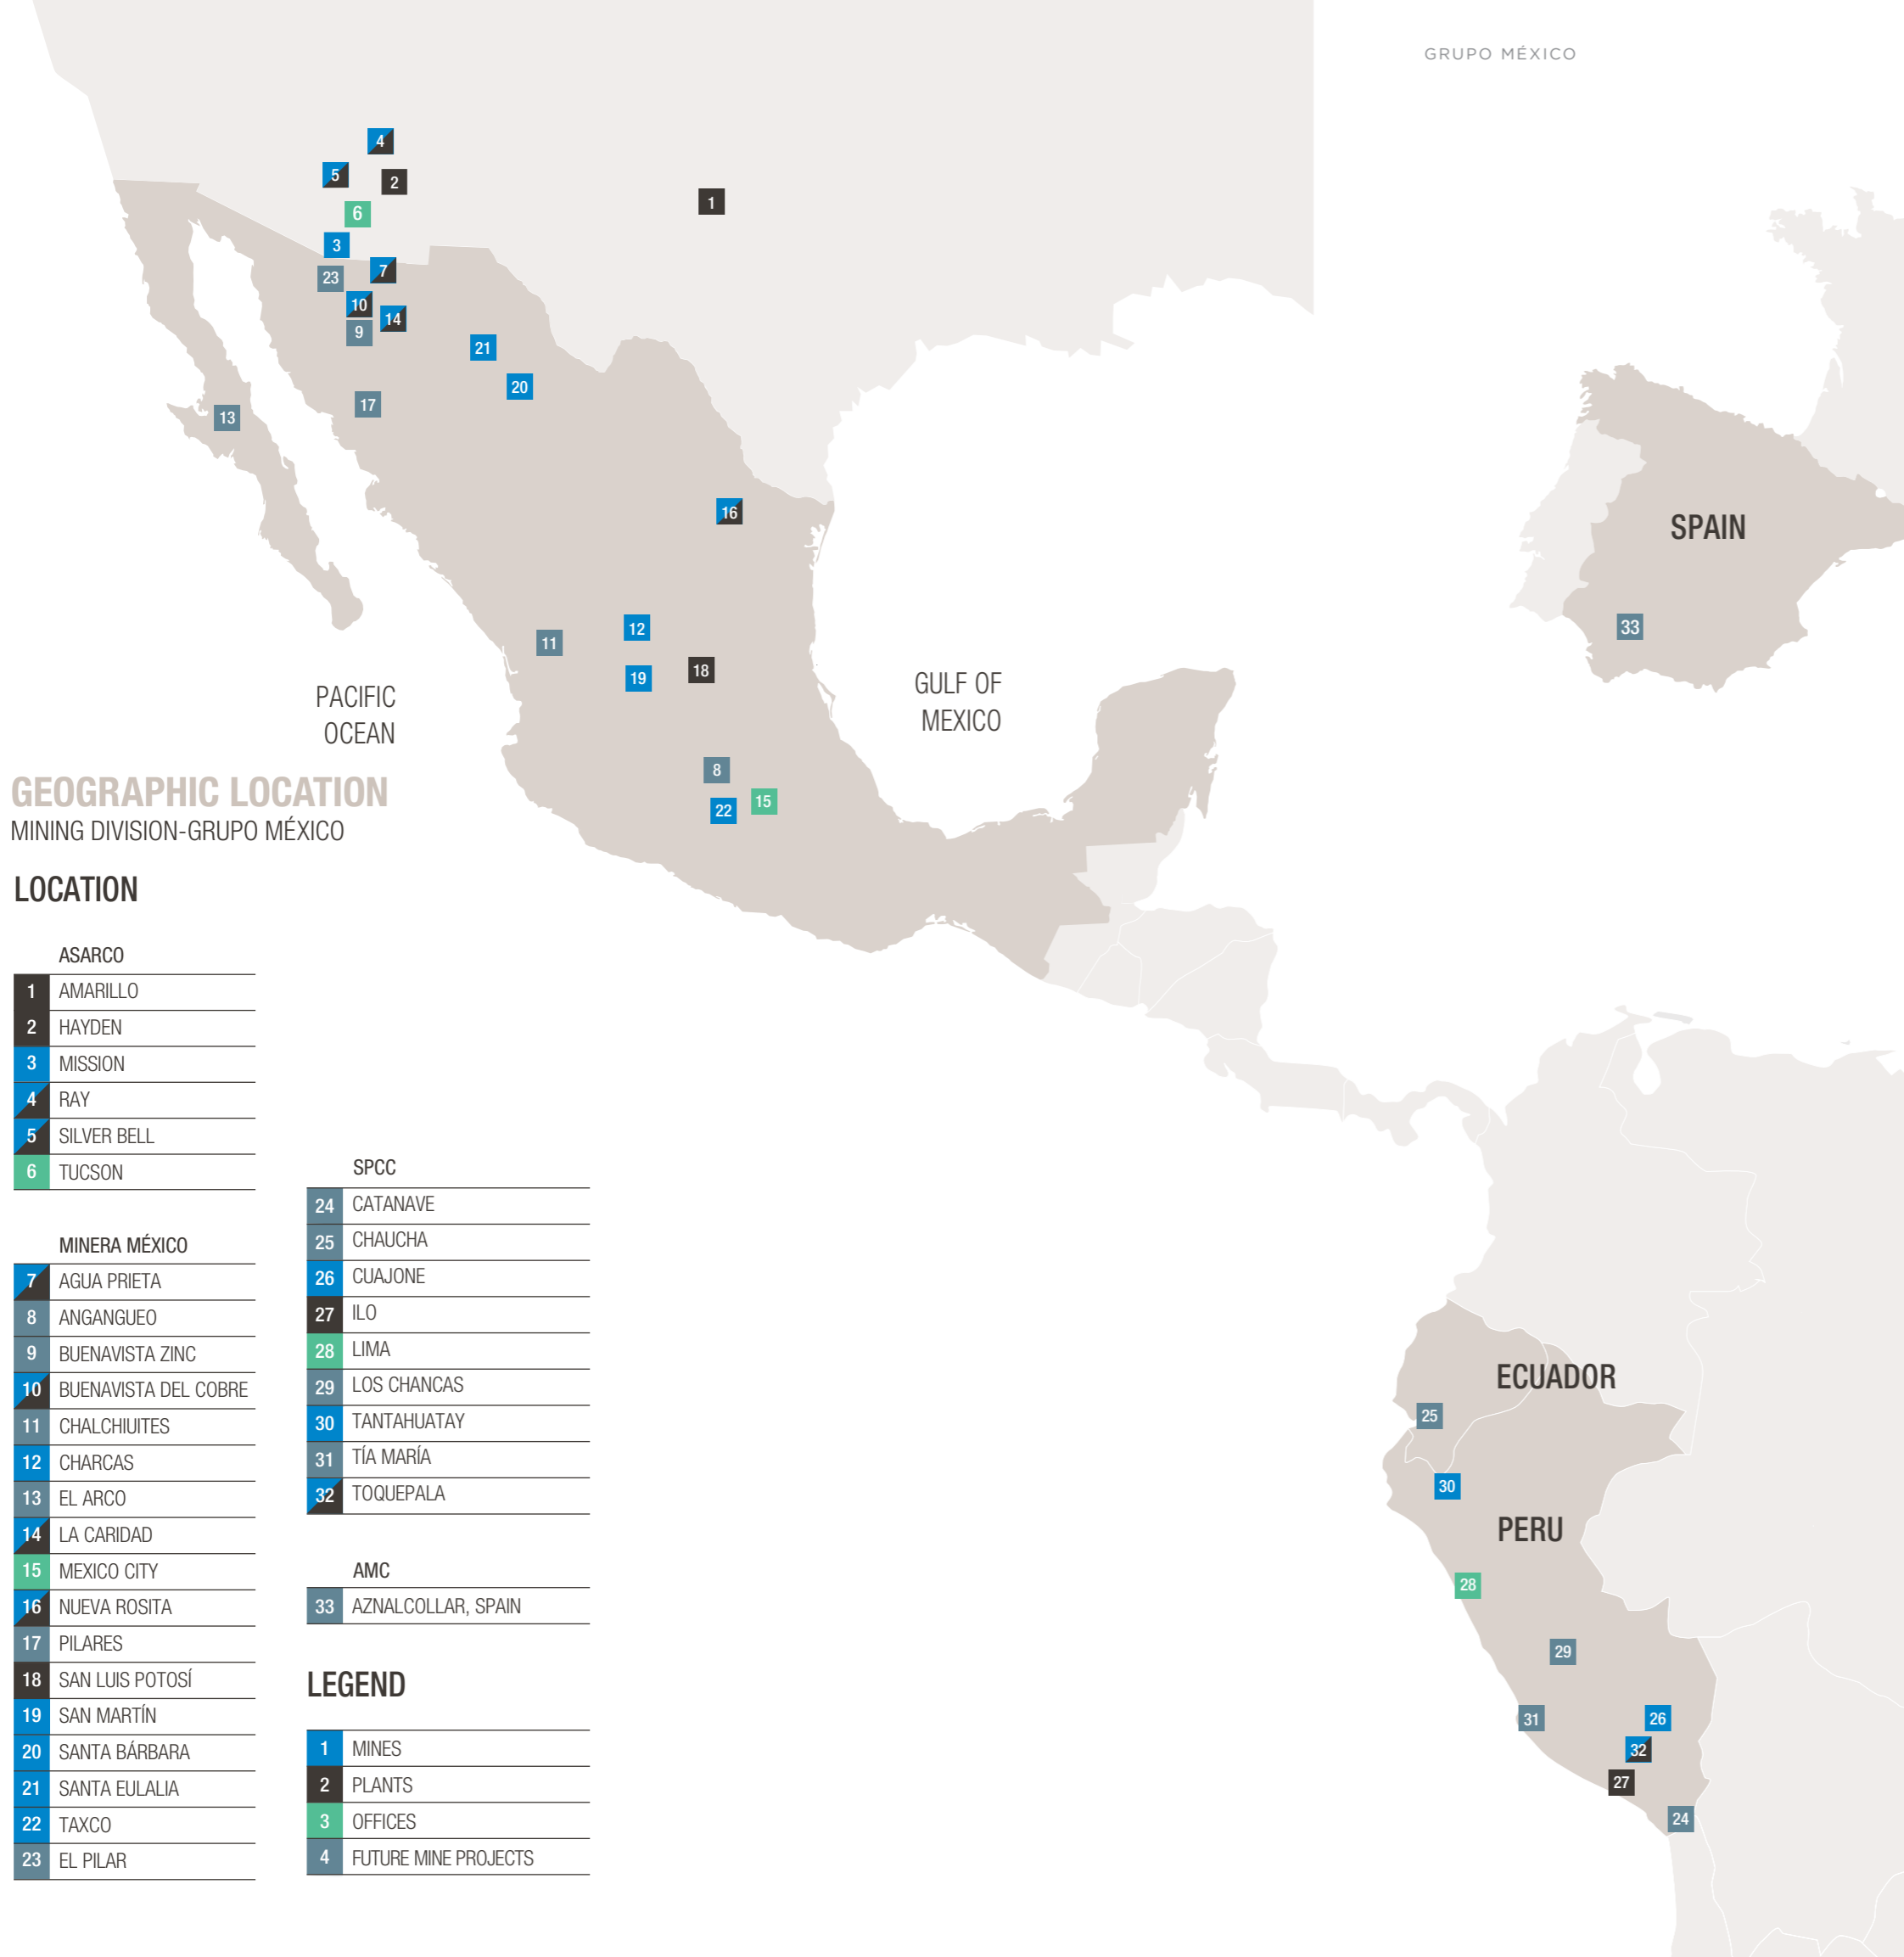 GRUPO MÉXICO
4
5
2
1
6
3
7
23
10
14
9
21
20
17
13
16
SPAIN
33
12
11
18
19
PACIFIC
OCEAN
GULF OF
MEXICO
8
15
22
GEOGRAPHIC LOCATION
MINING DIVISION-GRUPO MÉXICO
LOCATION
ASARCO
1 AMARILLO
2 HAYDEN
3 MISSION
4 RAY
5 SILVER BELL
6 TUCSON
MINERA MÉXICO
7 AGUA PRIETA
8 ANGANGUEO
9 BUENAVISTA ZINC
10 BUENAVISTA DEL COBRE
11 CHALCHIUITES
12 CHARCAS
13 EL ARCO
14 LA CARIDAD
15 MEXICO CITY
16 NUEVA ROSITA
17 PILARES
18 SAN LUIS POTOSÍ
19 SAN MARTÍN
20 SANTA BÁRBARA
21 SANTA EULALIA
22 TAXCO
23 EL PILAR
SPCC
24 CATANAVE
25 CHAUCHA
26 CUAJONE
27 ILO
28 LIMA
29 LOS CHANCAS
30 TANTAHUATAY
31 TÍA MARÍA
32 TOQUEPALA
AMC
33 AZNALCOLLAR, SPAIN
LEGEND
1 MINES
2 PLANTS
3 OFFICES
4 FUTURE MINE PROJECTS
ECUADOR
25
30
PERU
28
29
31
26
32
27
24